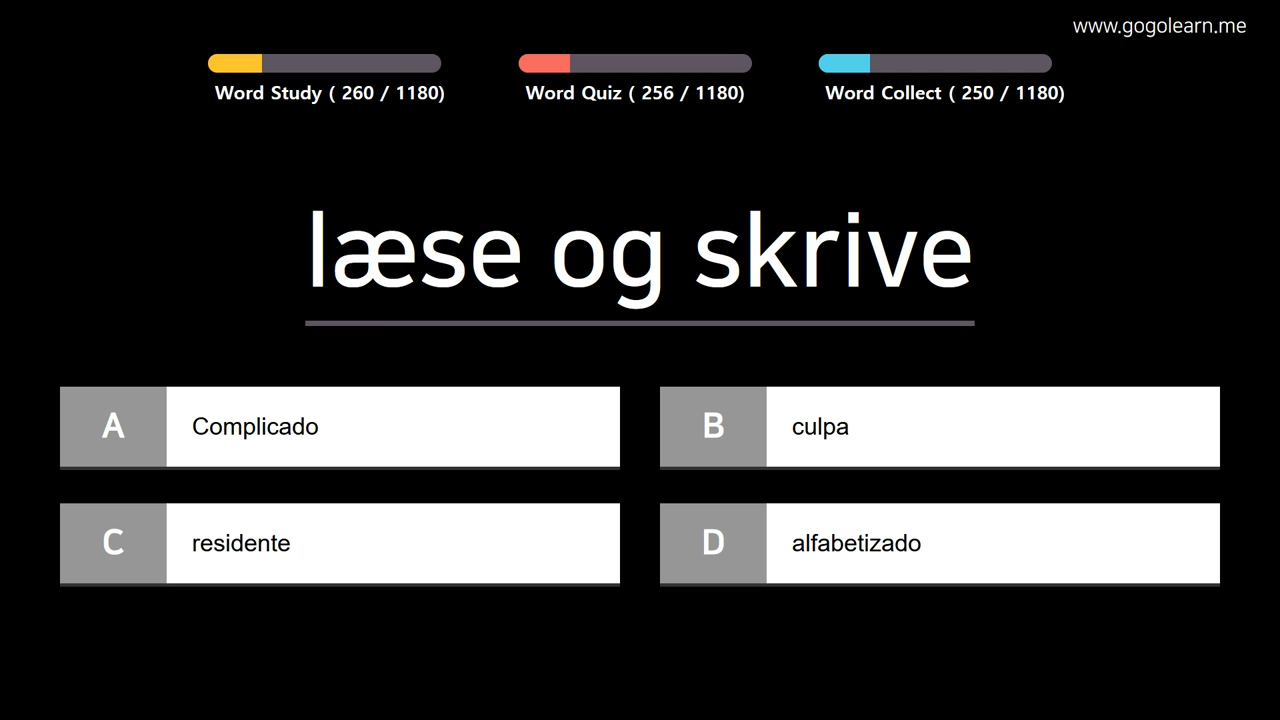 www.gogolearn.me
Word Study ( 260 / 1180)
Word Quiz ( 256 / 1180)
Word Collect ( 250 / 1180)
læse og skrive
A Complicado
B culpa
C residente
D alfabetizado